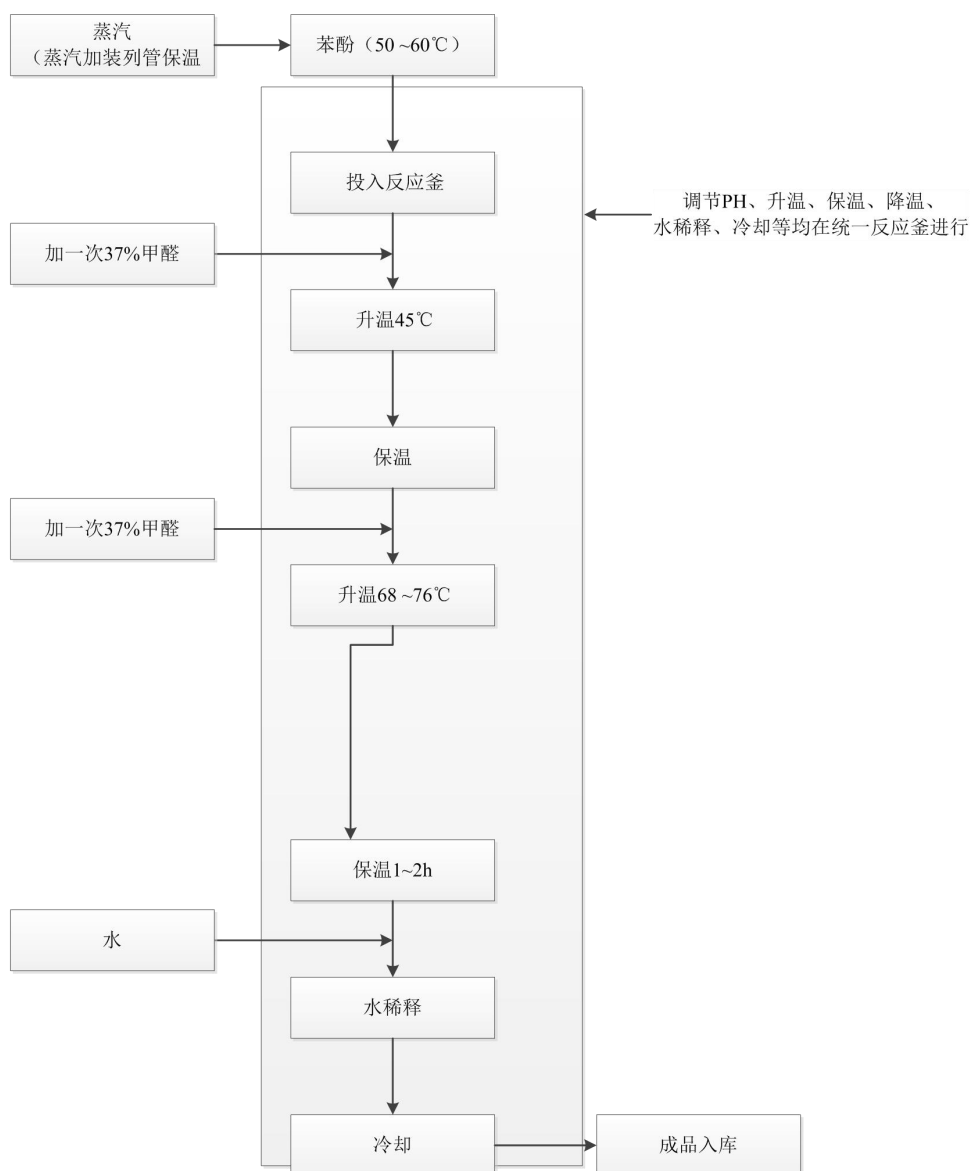 蒸汽
（蒸汽加装列管保温
苯酚（50 ~60℃）
投入反应釜
调节PH、升温、保温、降温、
水稀释、冷却等均在统一反应釜进行
加一次37%甲醛
升温45℃
保温
加一次37%甲醛
升温68 ~76℃
保温1~2h
水
水稀释
冷却
成品入库